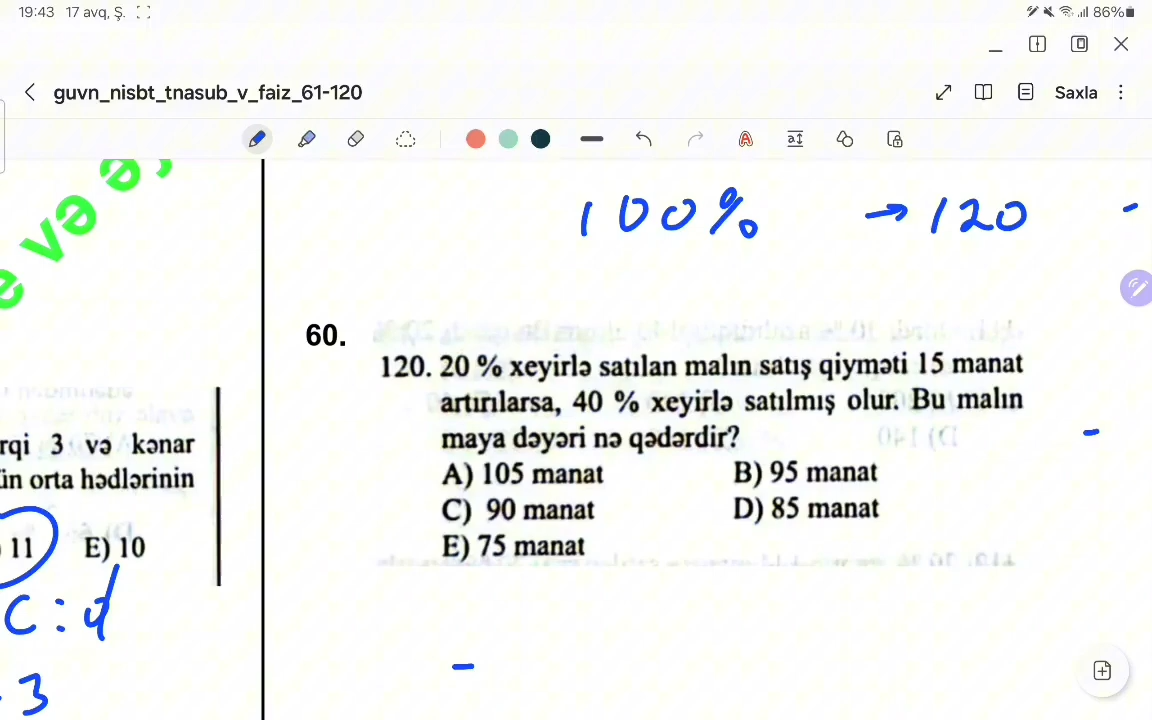 19:43 17 avq, Ş. 86%
guvn_nisbt_tnasub_v_faiz_61-120 Saxla
və ə
100% → 120 -
60.
120. 20 % xeyirlə satılan malın satış qiyməti 15 manat
artırılarsa, 40 % xeyirlə satılmış olur. Bu malın
maya dəyəri nə qədərdir?
A) 105 manat B) 95 manat
C) 90 manat D) 85 manat
E) 75 manat
rqi 3 və kənar
ün orta hədlərinin
11 E) 10
c : d
3